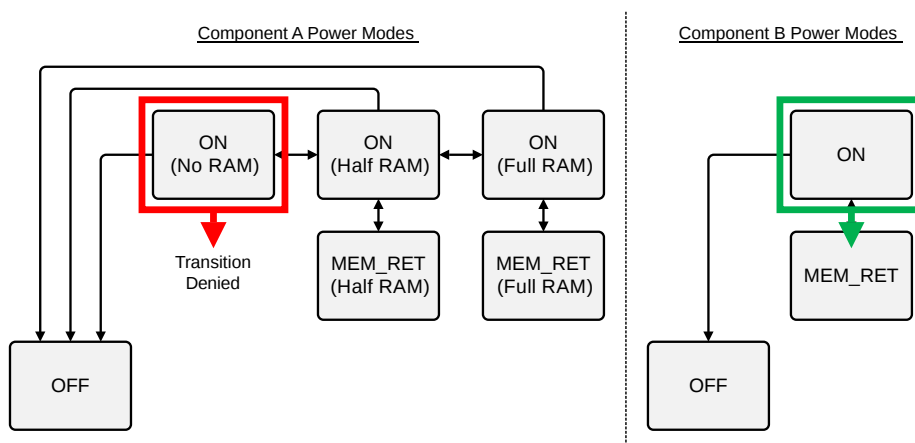 Component A Power Modes
Component B Power Modes
ON
(No RAM)
ON
(Half RAM)
ON
(Full RAM)
ON
Transition
Denied
MEM_RET
(Half RAM)
MEM_RET
(Full RAM)
MEM_RET
OFF
OFF